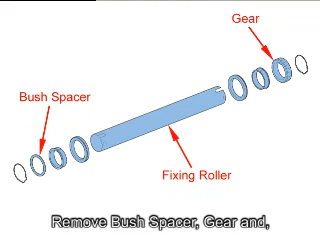 Gear
Bush Spacer
Fixing Roller
Remove Bush Spacer, Gear and,